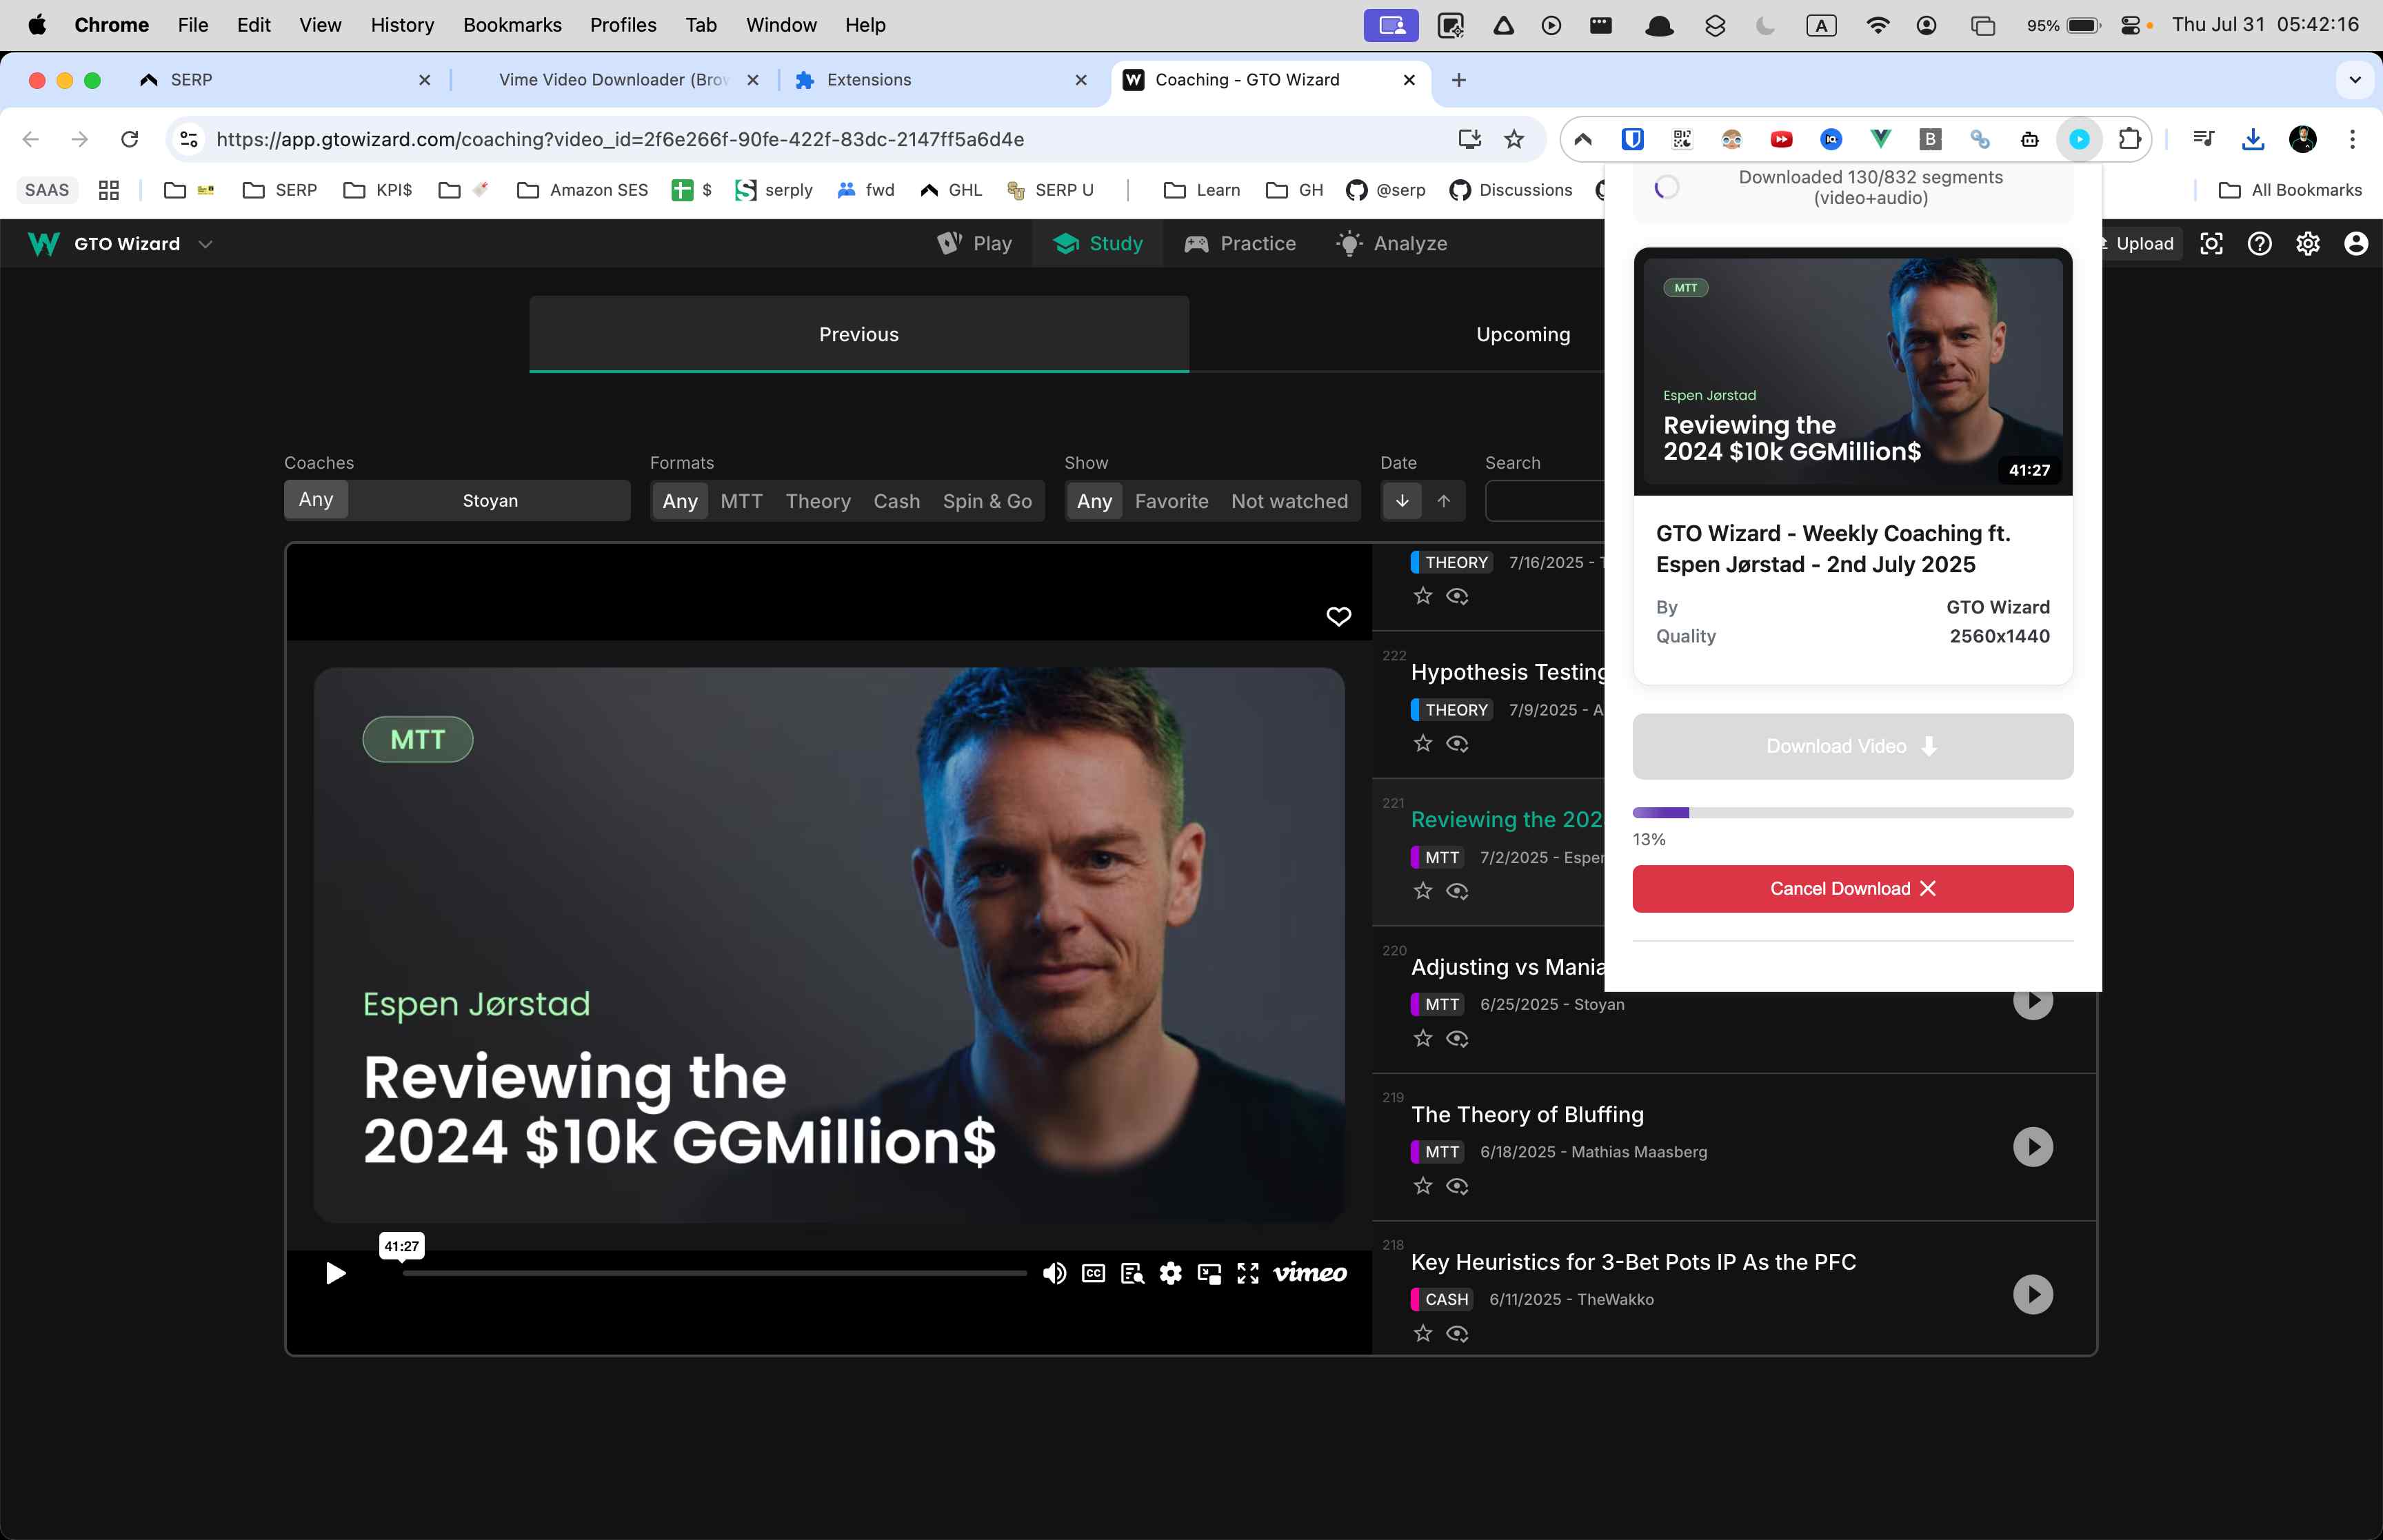 Chrome File Edit View History Bookmarks Profiles Tab Window Help A 95% Thu Jul 31 05:42:16
SERP Vime Video Downloader (Brow Extensions Coaching - GTO Wizard
https://app.gtowizard.com/coaching?video_id=2f6e266f-90fe-422f-83dc-2147ff5a6d4e
SAAS SERP KPI$ Amazon SES $ serply fwd GHL SERP U Learn GH @serp Discussions All Bookmarks
Downloaded 130/832 segments
(video+audio)
GTO Wizard Play Study Practice Analyze Upload
Previous Upcoming
Coaches Formats Show Date Search
Any Stoyan Any MTT Theory Cash Spin & Go Any Favorite Not watched
MTT
Espen Jørstad
Reviewing the
2024 $10k GGMillion$
41:27
GTO Wizard - Weekly Coaching ft.
Espen Jørstad - 2nd July 2025
By GTO Wizard
Quality 2560x1440
Download Video
13%
Cancel Download
MTT
Espen Jørstad
Reviewing the
2024 $10k GGMillion$
41:27
CC vimeo
THEORY 7/16/2025 -
222
Hypothesis Testing
THEORY 7/9/2025 - A
221
Reviewing the 202
MTT 7/2/2025 - Esper
220
Adjusting vs Mania
MTT 6/25/2025 - Stoyan
219
The Theory of Bluffing
MTT 6/18/2025 - Mathias Maasberg
218
Key Heuristics for 3-Bet Pots IP As the PFC
CASH 6/11/2025 - TheWakko